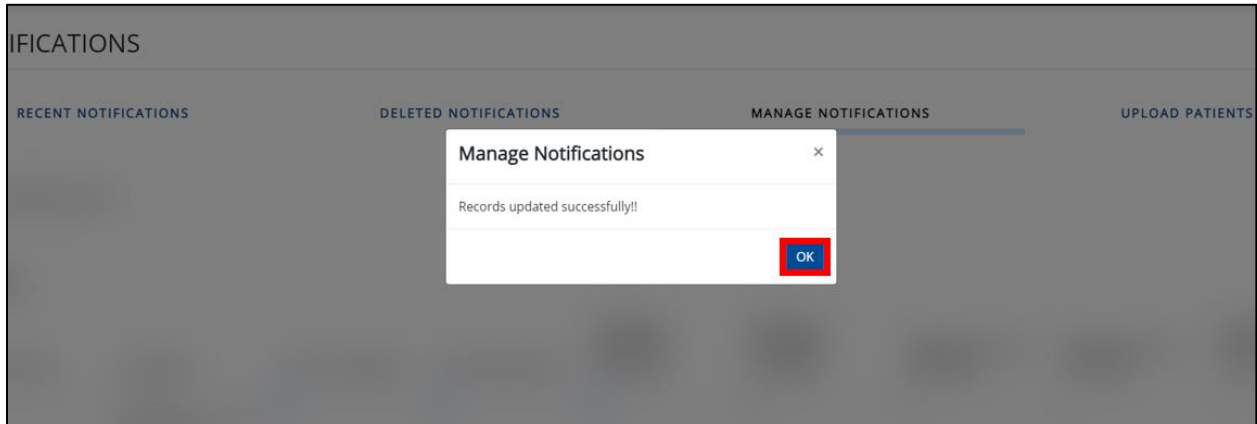 IFICATIONS
RECENT NOTIFICATIONS
DELETED NOTIFICATIONS
MANAGE NOTIFICATIONS
UPLOAD PATIENTS
Manage Notifications ×
Records updated successfully!!
OK